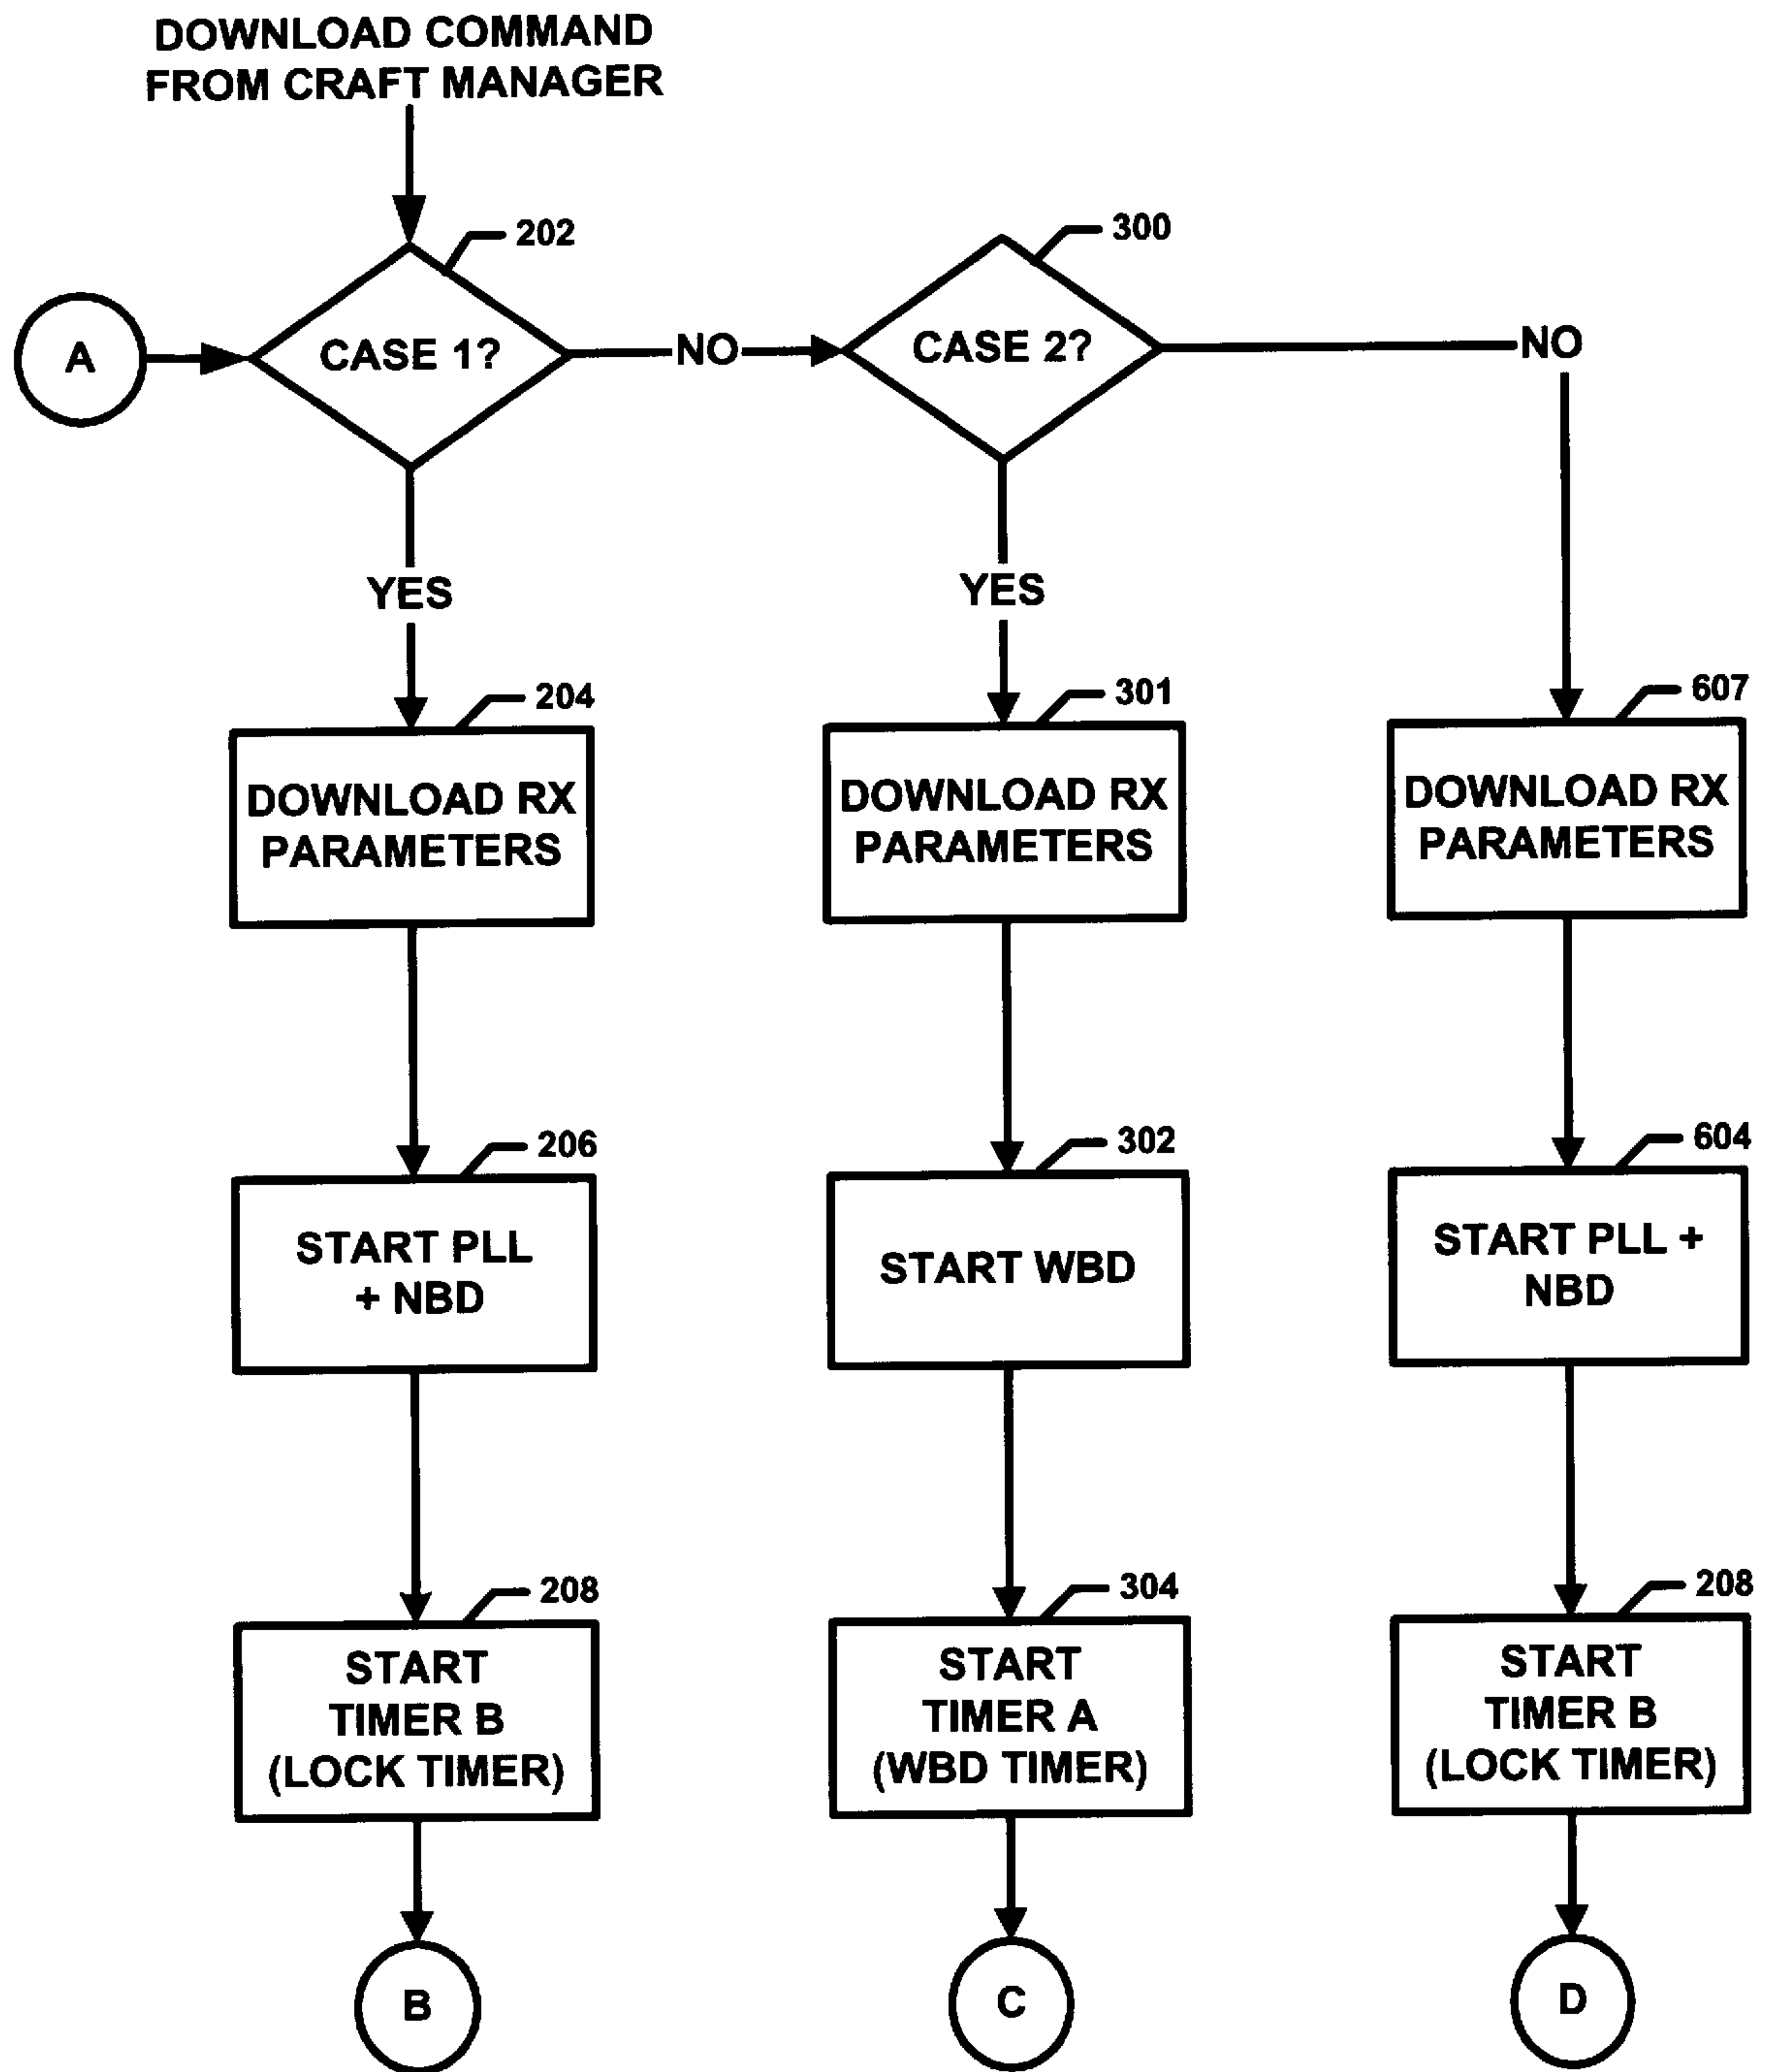 DOWNLOAD COMMAND
FROM CRAFT MANAGER
202
300
A
CASE 1?
NO
CASE 2?
NO
YES
YES
204
301
607
DOWNLOAD RX
PARAMETERS
DOWNLOAD RX
PARAMETERS
DOWNLOAD RX
PARAMETERS
206
302
604
START PLL
+ NBD
START WBD
START PLL +
NBD
208
304
208
START
TIMER B
(LOCK TIMER)
START
TIMER A
(WBD TIMER)
START
TIMER B
(LOCK TIMER)
B
C
D